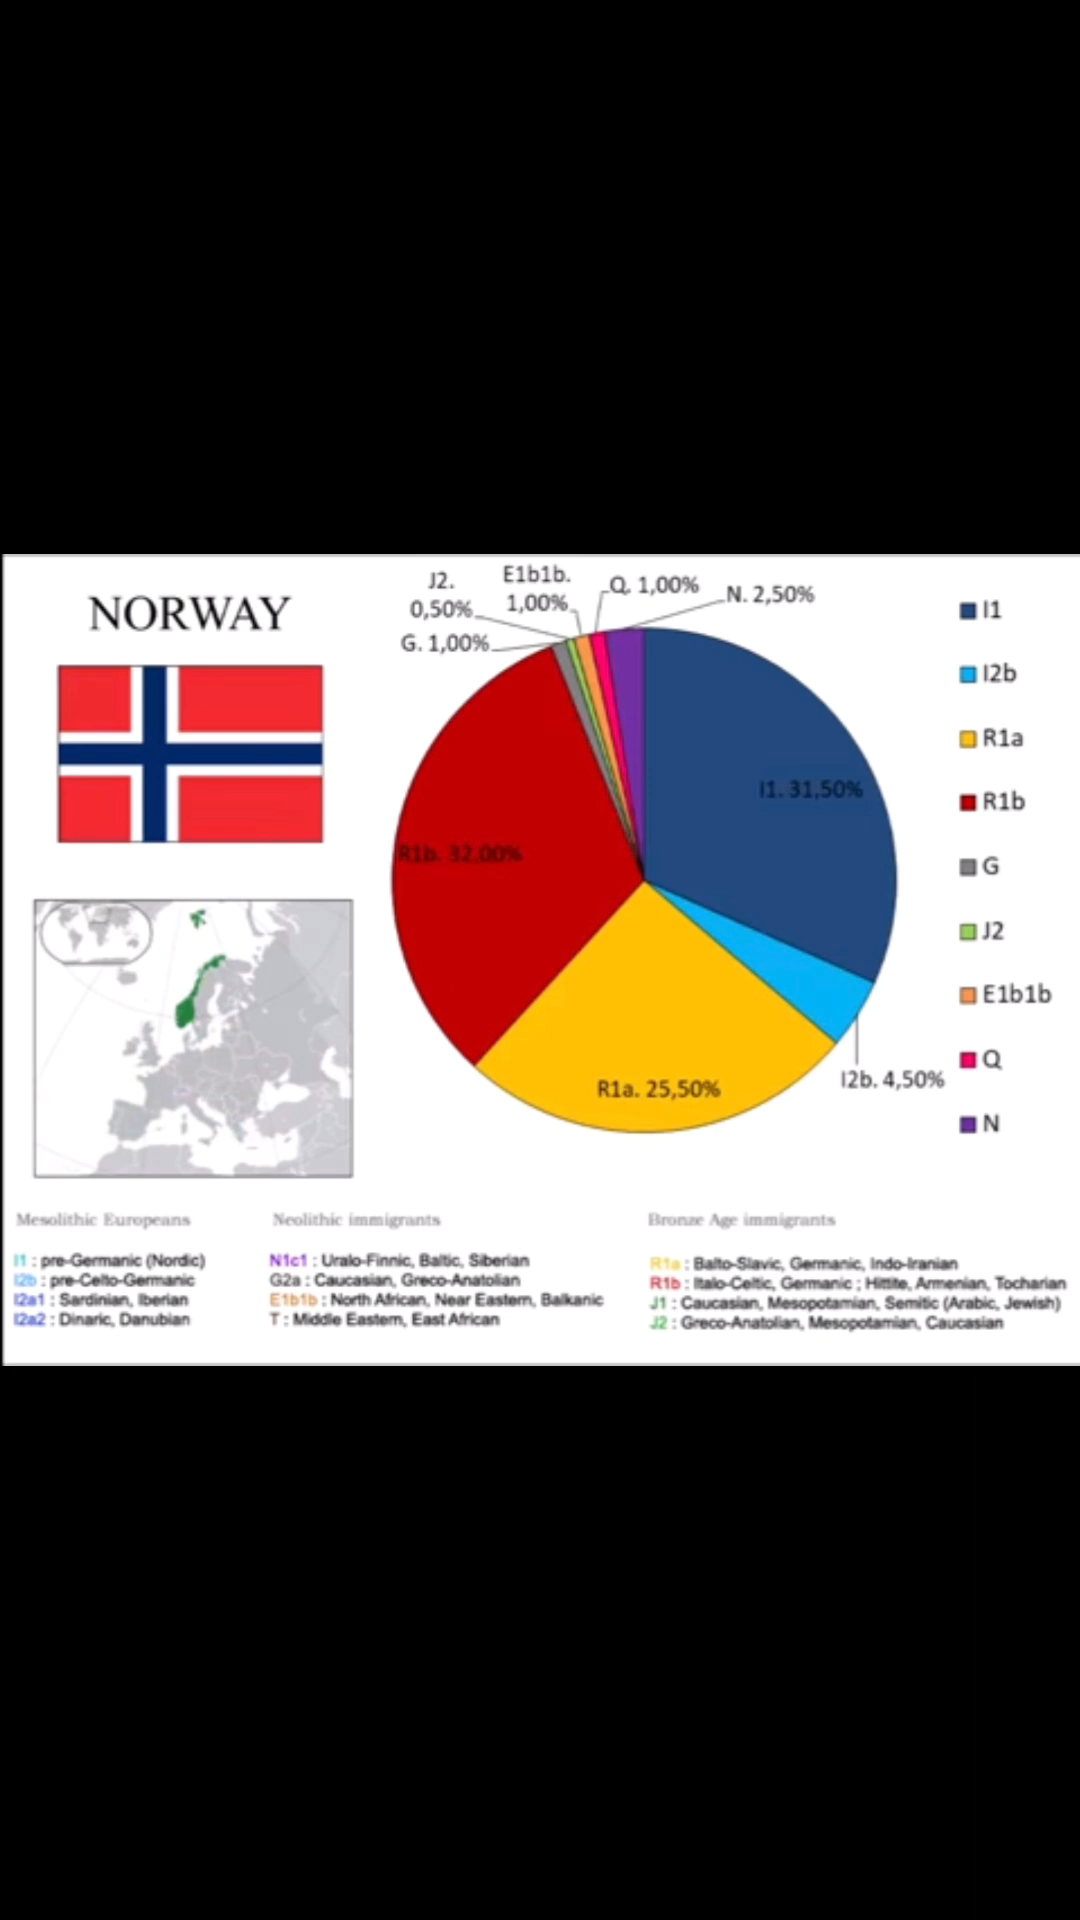 NORWAY
J2.
0,50%
E1b1b.
1,00%
Q. 1,00%
N. 2,50%
G. 1,00%
I1. 31,50%
R1b. 32,00%
R1a. 25,50%
I2b. 4,50%
I1
I2b
R1a
R1b
G
J2
E1b1b
Q
N
Mesolithic Europeans
I1 : pre-Germanic (Nordic)
I2b : pre-Celto-Germanic
I2a1 : Sardinian, Iberian
I2a2 : Dinaric, Danubian
Neolithic immigrants
N1c1 : Uralo-Finnic, Baltic, Siberian
G2a : Caucasian, Greco-Anatolian
E1b1b : North African, Near Eastern, Balkanic
T : Middle Eastern, East African
Bronze Age immigrants
R1a : Balto-Slavic, Germanic, Indo-Iranian
R1b : Italo-Celtic, Germanic ; Hittite, Armenian, Tocharian
J1 : Caucasian, Mesopotamian, Semitic (Arabic, Jewish)
J2 : Greco-Anatolian, Mesopotamian, Caucasian